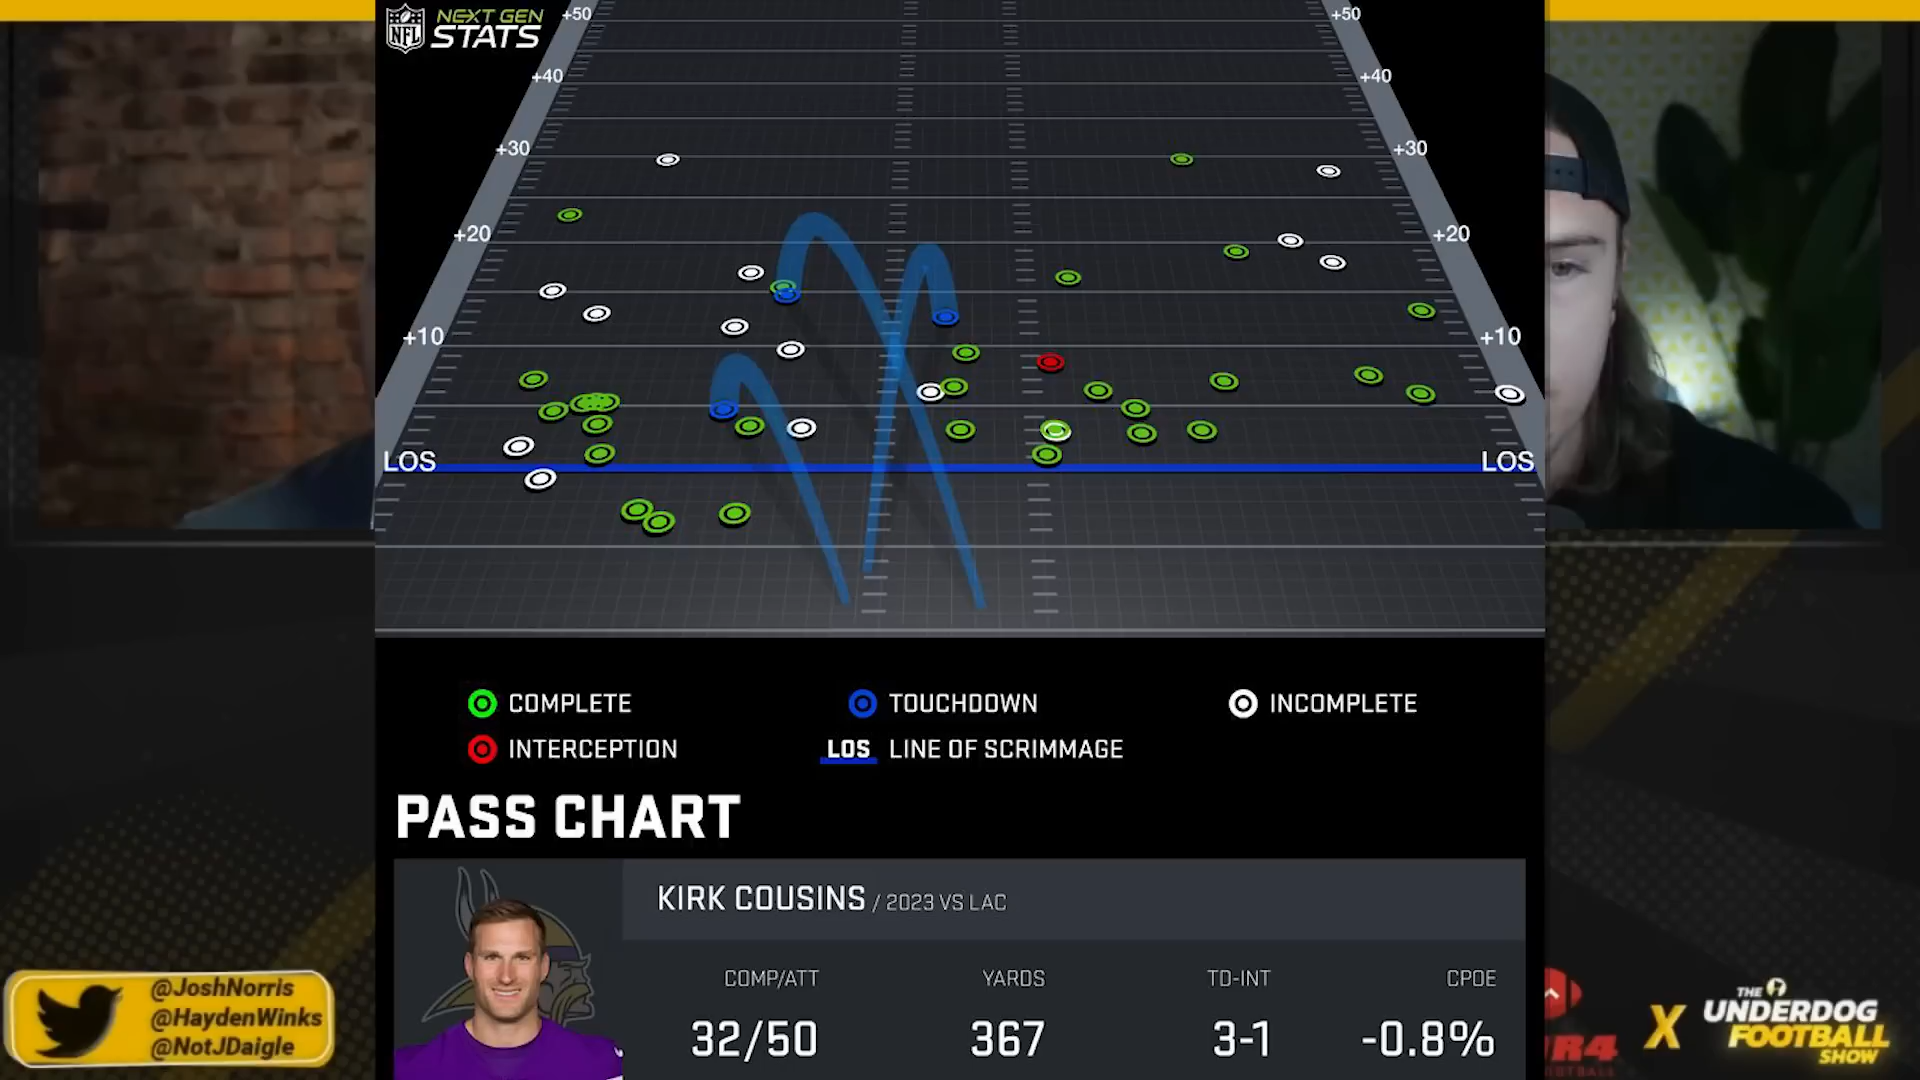 NFL
NEXT GEN
STATS
+50 +50
+40 +40
+30 +30
+20 +20
+10 +10
LOS LOS
COMPLETE
TOUCHDOWN
INCOMPLETE
INTERCEPTION
LOS LINE OF SCRIMMAGE
PASS CHART
KIRK COUSINS / 2023 VS LAC
COMP/ATT YARDS TD-INT CPOE
32/50 367 3-1 -0.8%
@JoshNorris
@HaydenWinks
@NotJDaigle
X
THE
UNDERDOG
FOOTBALL
SHOW